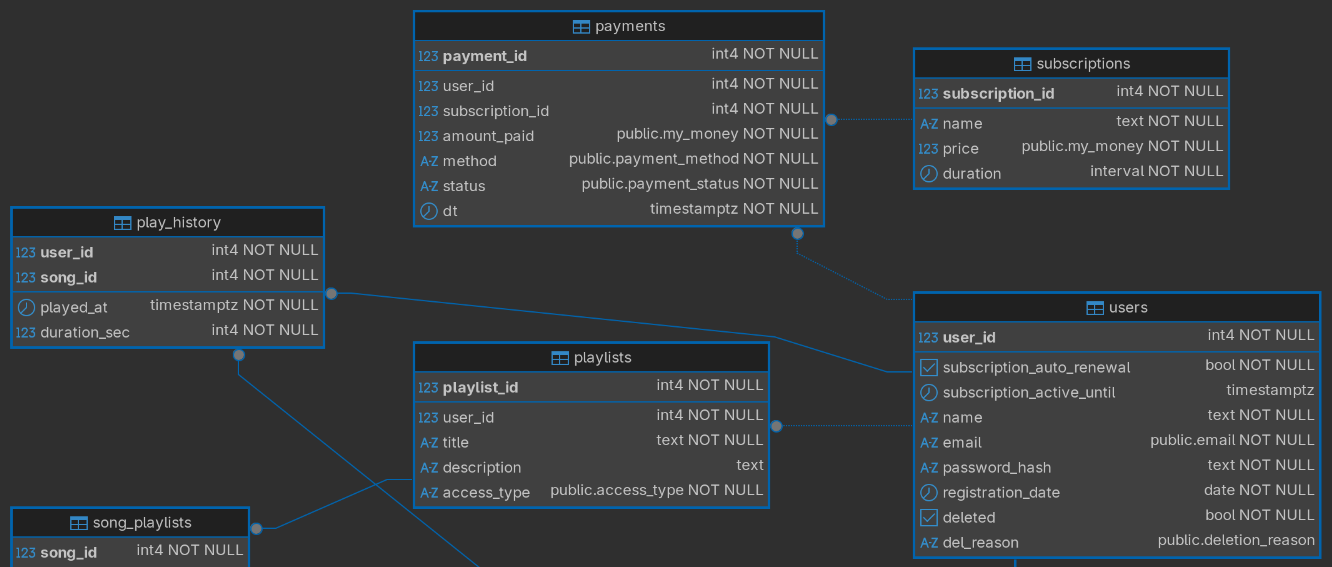 payments
123 payment_id int4 NOT NULL
123 user_id int4 NOT NULL
123 subscription_id int4 NOT NULL
123 amount_paid public.my_money NOT NULL
A-Z method public.payment_method NOT NULL
A-Z status public.payment_status NOT NULL
dt timestamptz NOT NULL
subscriptions
123 subscription_id int4 NOT NULL
A-Z name text NOT NULL
123 price public.my_money NOT NULL
duration interval NOT NULL
play_history
123 user_id int4 NOT NULL
123 song_id int4 NOT NULL
played_at timestamptz NOT NULL
123 duration_sec int4 NOT NULL
playlists
123 playlist_id int4 NOT NULL
123 user_id int4 NOT NULL
A-Z title text NOT NULL
A-Z description text
A-Z access_type public.access_type NOT NULL
users
123 user_id int4 NOT NULL
subscription_auto_renewal bool NOT NULL
subscription_active_until timestamptz
A-Z name text NOT NULL
A-Z email public.email NOT NULL
A-Z password_hash text NOT NULL
registration_date date NOT NULL
deleted bool NOT NULL
A-Z del_reason public.deletion_reason
song_playlists
123 song_id int4 NOT NULL